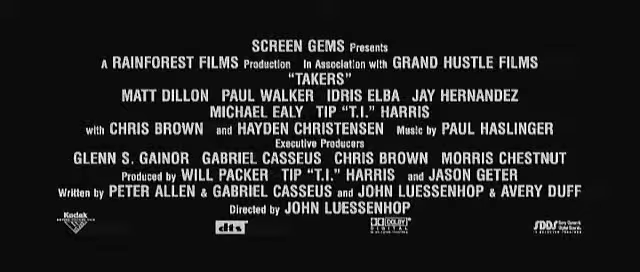 SCREEN GEMS Presents
A RAINFOREST FILMS Production In Association with GRAND HUSTLE FILMS
"TAKERS"
MATT DILLON PAUL WALKER IDRIS ELBA JAY HERNANDEZ
MICHAEL EALY TIP "T.I." HARRIS
with CHRIS BROWN and HAYDEN CHRISTENSEN Music by PAUL HASLINGER
Executive Producers
GLENN S. GAINOR GABRIEL CASSEUS CHRIS BROWN MORRIS CHESTNUT
Produced by WILL PACKER TIP "T.I." HARRIS and JASON GETER
Written by PETER ALLEN & GABRIEL CASSEUS and JOHN LUESSENHOP & AVERY DUFF
Directed by JOHN LUESSENHOP
Kodak
dts
DOLBY
DIGITAL
SDDS